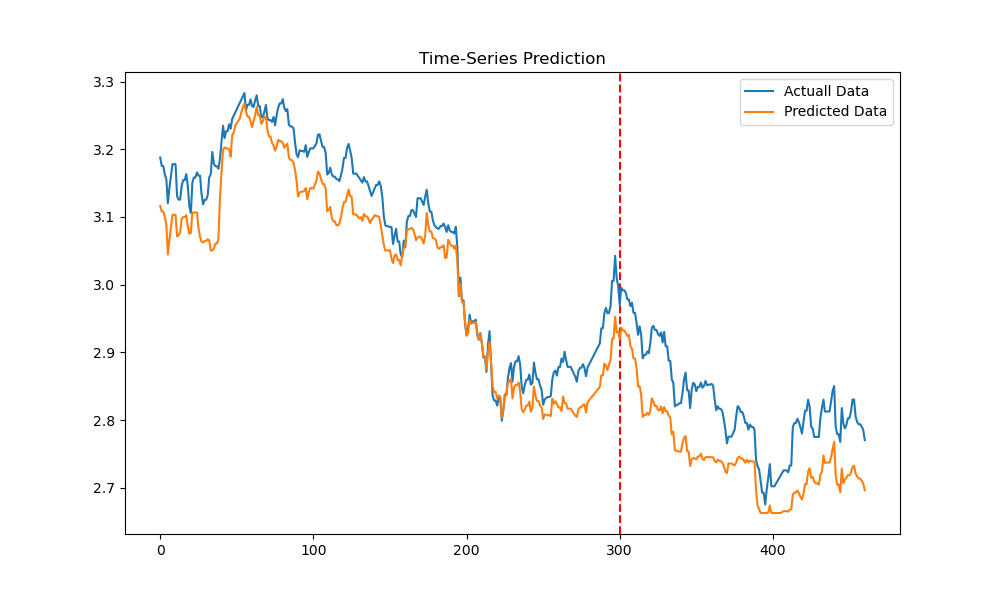 Time-Series Prediction
Actuall Data
Predicted Data
3.3
3.2
3.1
3.0
2.9
2.8
2.7
0 100 200 300 400